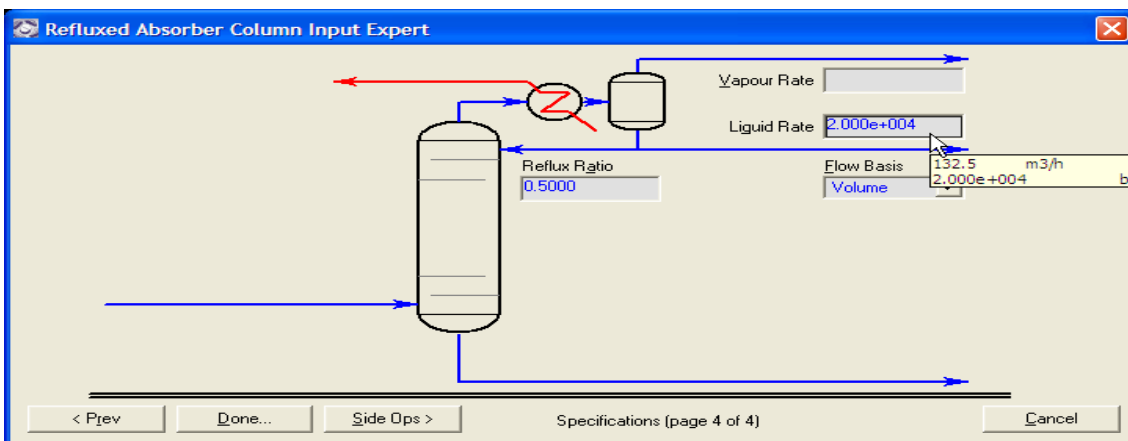 Refluxed Absorber Column Input Expert
Vapour Rate
Liquid Rate 2.000e+004
Reflux Ratio
0.5000
Flow Basis
Volume
132.5 m3/h
2.000e+004 b
< Prev Done... Side Ops > Specifications (page 4 of 4) Cancel